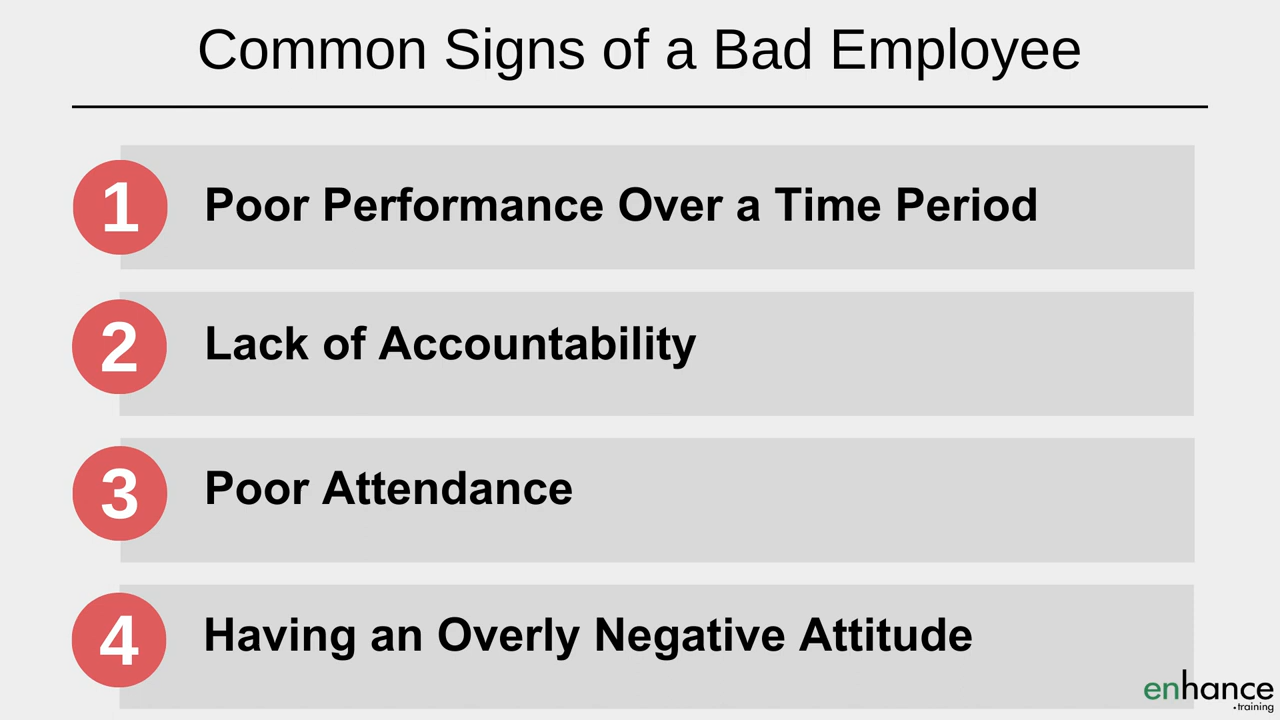 Common Signs of a Bad Employee
1 Poor Performance Over a Time Period
2 Lack of Accountability
3 Poor Attendance
4 Having an Overly Negative Attitude
enhance
.training